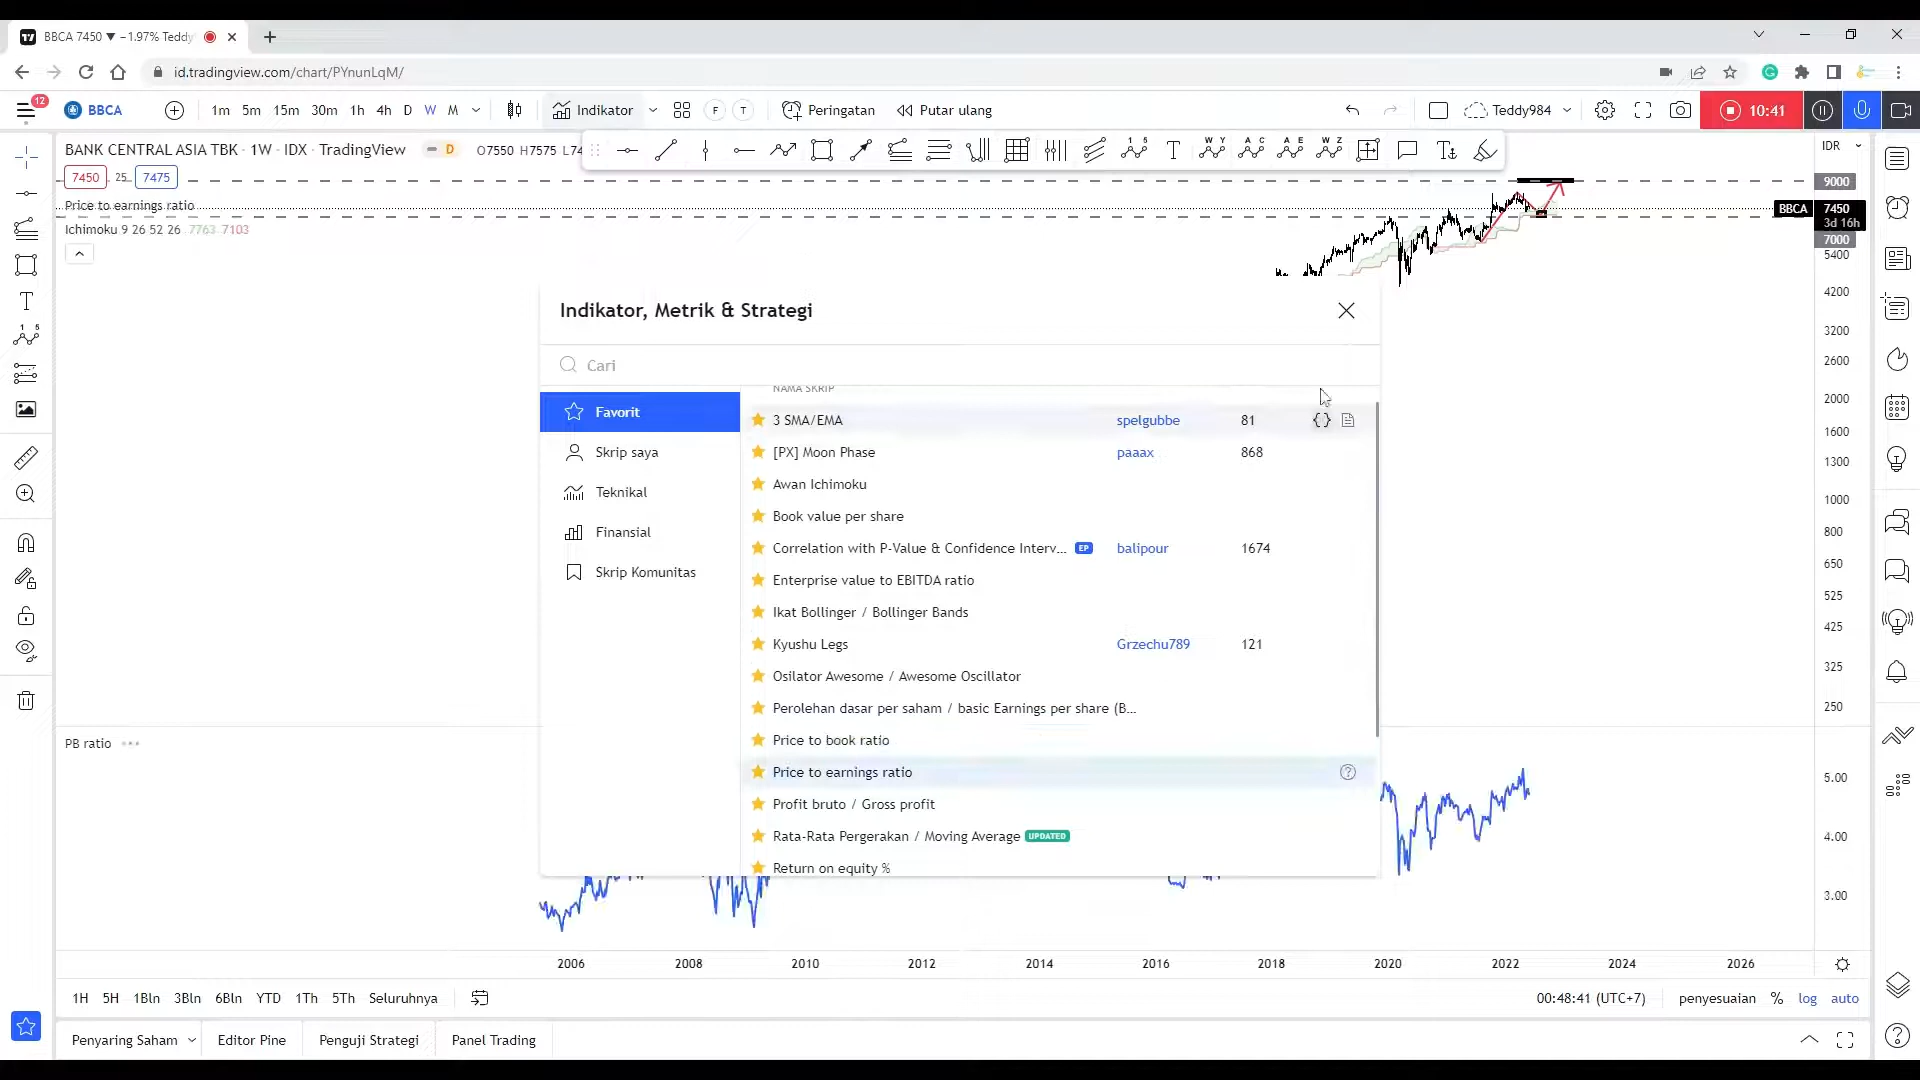 BBCA 7450 ▼ −1.97% Teddy
id.tradingview.com/chart/PYnunLqM/
12
BBCA
1m 5m 15m 30m 1h 4h D W M
Indikator
F
T
Peringatan
Putar ulang
Teddy984
10:41
BANK CENTRAL ASIA TBK · 1W · IDX · TradingView
D
O7550 H7575 L74
IDR
7450 25 7475
Price to earnings ratio
Ichimoku 9 26 52 26 7763 7103
9000
BBCA 7450
3d 16h
7000
5400
4200
3200
2600
2000
1600
1300
1000
800
650
525
425
325
250
Indikator, Metrik & Strategi
Cari
Favorit
Skrip saya
Teknikal
Finansial
Skrip Komunitas
NAMA SKRIP
3 SMA/EMA spelgubbe 81
[PX] Moon Phase paaax 868
Awan Ichimoku
Book value per share
Correlation with P-Value & Confidence Interv... EP balipour 1674
Enterprise value to EBITDA ratio
Ikat Bollinger / Bollinger Bands
Kyushu Legs Grzechu789 121
Osilator Awesome / Awesome Oscillator
Perolehan dasar per saham / basic Earnings per share (B...
Price to book ratio
Price to earnings ratio
Profit bruto / Gross profit
Rata-Rata Pergerakan / Moving Average UPDATED
Return on equity %
PB ratio
5.00
4.00
3.00
2006 2008 2010 2012 2014 2016 2018 2020 2022 2024 2026
1H 5H 1Bln 3Bln 6Bln YTD 1Th 5Th Seluruhnya
00:48:41 (UTC+7)
penyesuaian % log auto
Penyaring Saham
Editor Pine
Penguji Strategi
Panel Trading